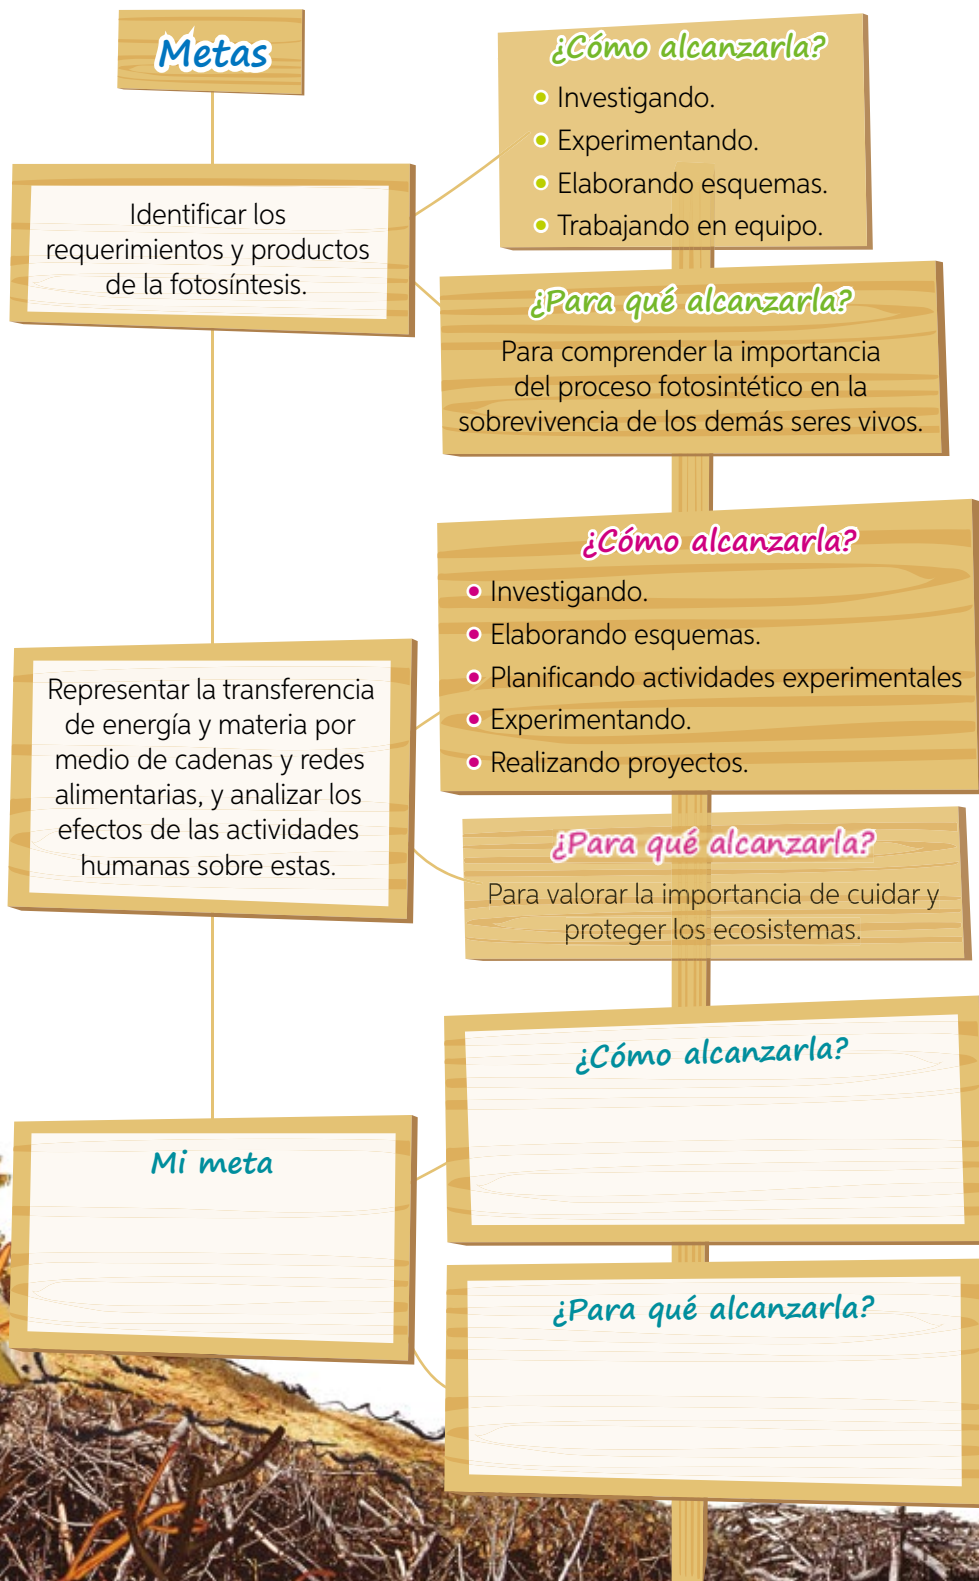 Metas
Identificar los
requerimientos y productos
de la fotosíntesis.
¿Cómo alcanzarla?
Investigando.
Experimentando.
Elaborando esquemas.
Trabajando en equipo.
¿Para qué alcanzarla?
Para comprender la importancia
del proceso fotosintético en la
sobrevivencia de los demás seres vivos.
Representar la transferencia
de energía y materia por
medio de cadenas y redes
alimentarias, y analizar los
efectos de las actividades
humanas sobre estas.
¿Cómo alcanzarla?
Investigando.
Elaborando esquemas.
Planificando actividades experimentales
Experimentando.
Realizando proyectos.
¿Para qué alcanzarla?
Para valorar la importancia de cuidar y
proteger los ecosistemas.
Mi meta
¿Cómo alcanzarla?
¿Para qué alcanzarla?